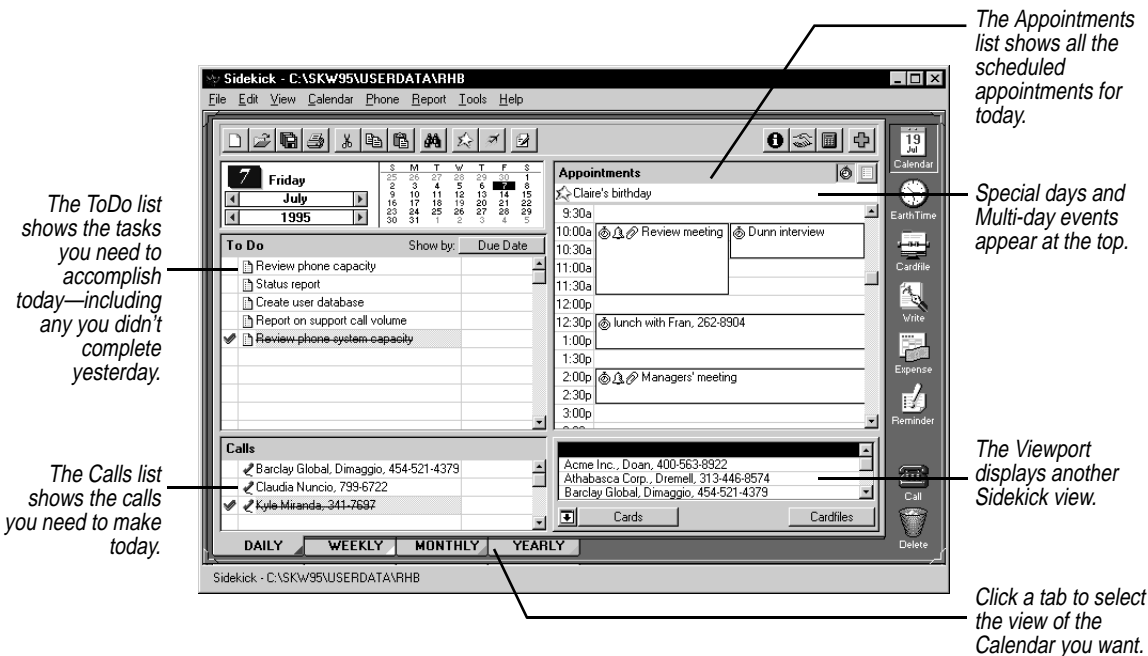 The Appointments
list shows all the
scheduled
appointments for
today.
Sidekick - C:\SKW95\USERDATA\RHB
File Edit View Calendar Phone Report Tools Help
19
Jul
Calendar
7 Friday
July
1995
S M T W T F S
25 26 27 28 29 30 1
2 3 4 5 6 7 8
9 10 11 12 13 14 15
16 17 18 19 20 21 22
23 24 25 26 27 28 29
30 31 1 2 3 4 5
Appointments
Claire's birthday
Special days and
Multi-day events
appear at the top.
EarthTime
Cardfile
Write
Expense
Reminder
Call
Delete
The ToDo list
shows the tasks
you need to
accomplish
today—including
any you didn't
complete
yesterday.
To Do Show by: Due Date
Review phone capacity
Status report
Create user database
Report on support call volume
Review phone system capacity
9:30a
10:00a Review meeting Dunn interview
10:30a
11:00a
11:30a
12:00p
12:30p lunch with Fran, 262-8904
1:00p
1:30p
2:00p Managers' meeting
2:30p
3:00p
The Calls list
shows the calls
you need to make
today.
Calls
Barclay Global, Dimaggio, 454-521-4379
Claudia Nuncio, 799-6722
Kyle Miranda, 341-7697
Acme Inc., Doan, 400-563-8922
Athabasca Corp., Dremell, 313-446-8574
Barclay Global, Dimaggio, 454-521-4379
Cards Cardfiles
The Viewport
displays another
Sidekick view.
DAILY WEEKLY MONTHLY YEARLY
Sidekick - C:\SKW95\USERDATA\RHB
Click a tab to select
the view of the
Calendar you want.